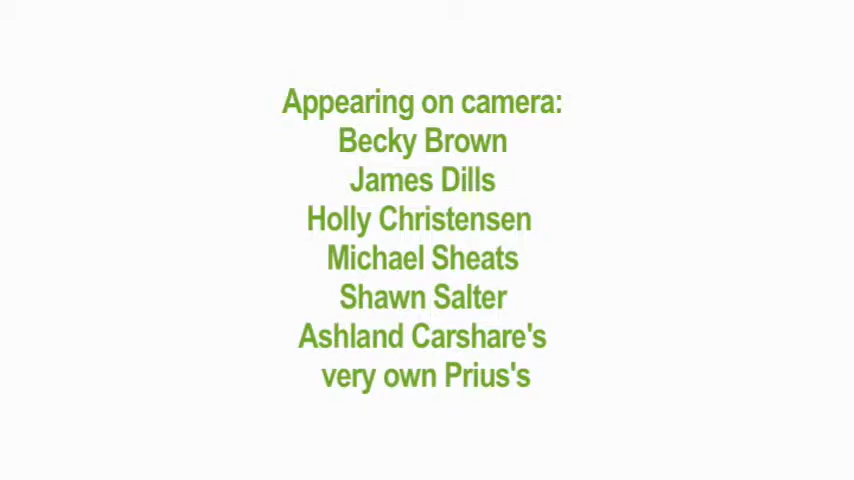 Appearing on camera:
Becky Brown
James Dills
Holly Christensen
Michael Sheats
Shawn Salter
Ashland Carshare's
very own Prius's